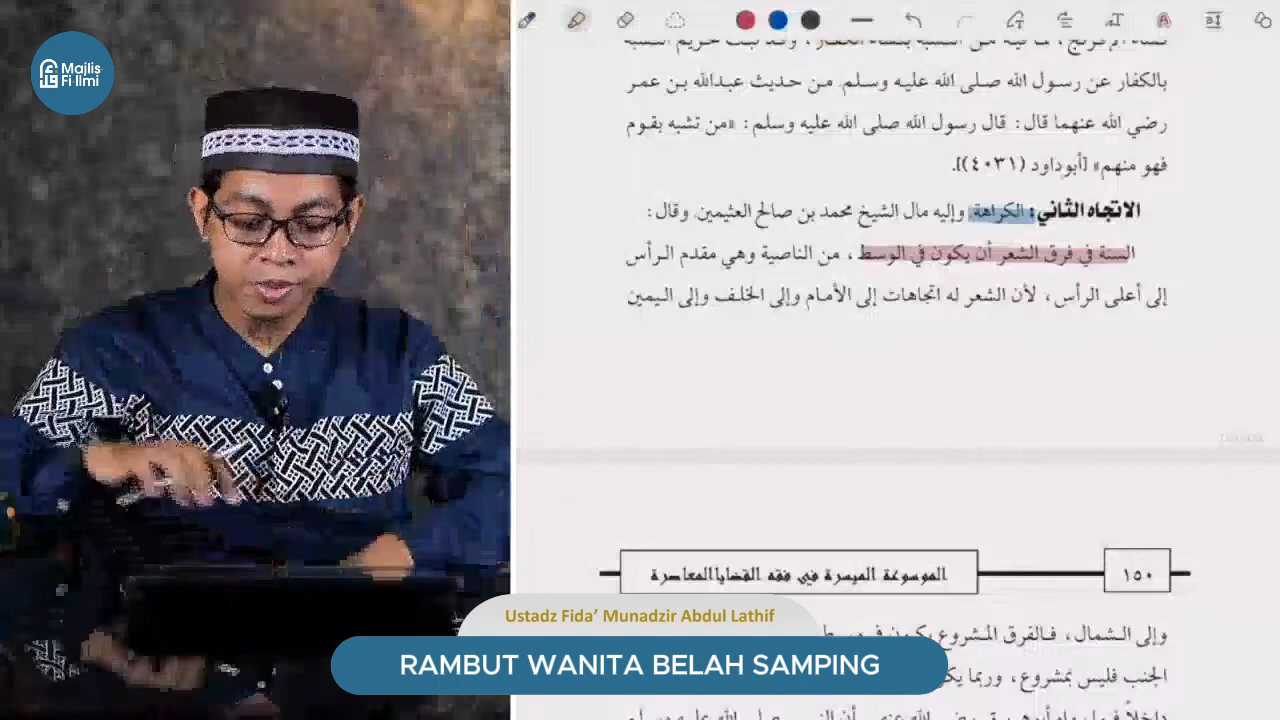 Majlis
Fi Ilmi
بالكفار عن رسول الله صلى الله عليه وسلم من حديث عبدالله بن عمر
رضي الله عنهما قال: قال رسول الله صلى الله عليه وسلم: «من تشبه بقوم
فهو منهم» [أبوداود (٤٠٣١)].
الاتجاه الثاني: الكراهة، وإليه مال الشيخ محمد بن صالح العثيمين. وقال:
السنة في فرق الشعر أن يكون في الوسط، من الناصية وهي مقدم الرأس
إلى أعلى الرأس، لأن الشعر له اتجاهات إلى الأمام وإلى الخلف وإلى اليمين
الموسوعة الميسرة في فقه القضايا المعاصرة
١٥٠
وإلى الشمال، فالفرق المشروع يكون في
الجنب فليس بمشروع، وربما
Ustadz Fida’ Munadzir Abdul Lathif
RAMBUT WANITA BELAH SAMPING